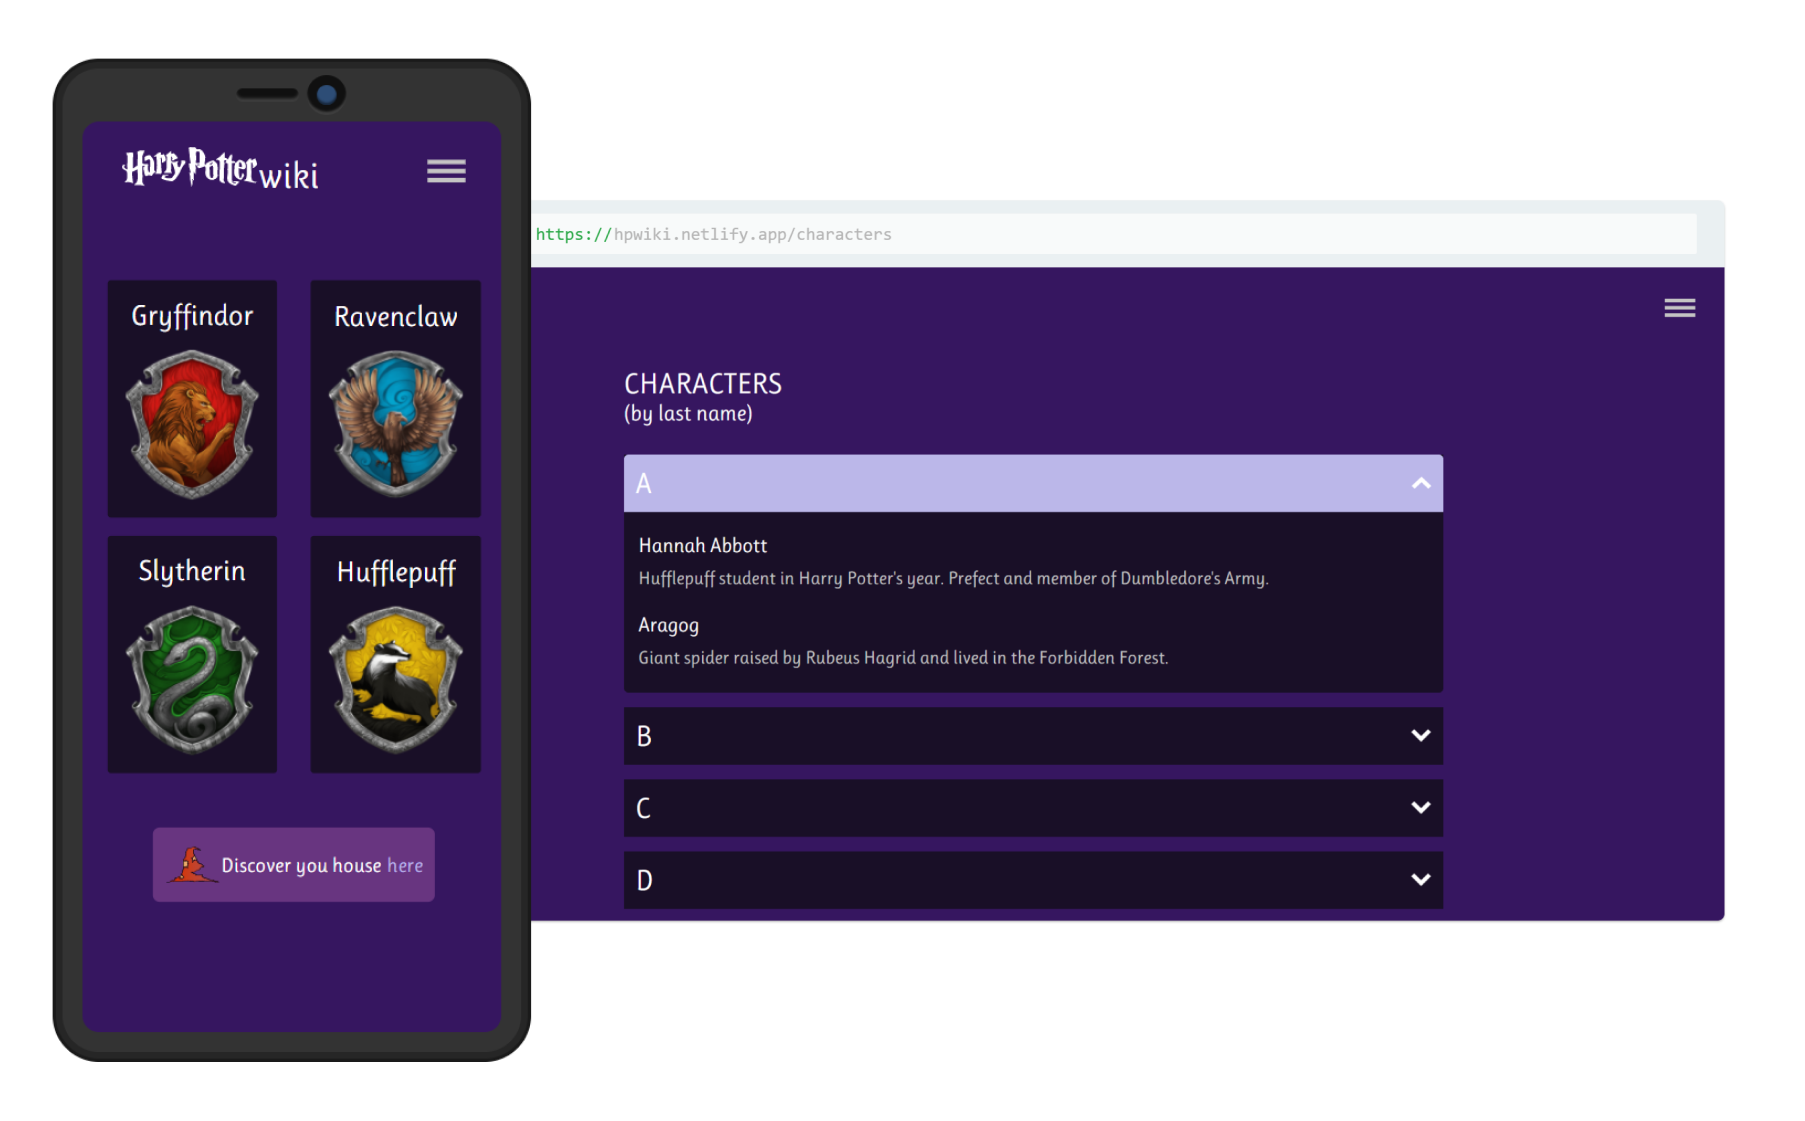 Harry Potter wiki
Gryffindor
Ravenclaw
Slytherin
Hufflepuff
Discover you house here
https://hpwiki.netlify.app/characters
CHARACTERS
(by last name)
A
Hannah Abbott
Hufflepuff student in Harry Potter's year. Prefect and member of Dumbledore's Army.
Aragog
Giant spider raised by Rubeus Hagrid and lived in the Forbidden Forest.
B
C
D